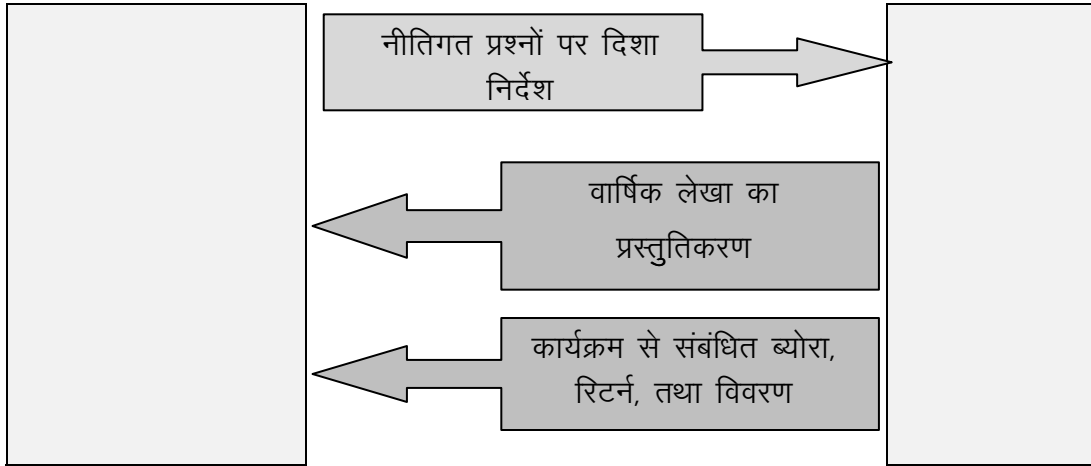 नीतिगत प्रश्नों पर दिशा
निर्देश
वार्षिक लेखा का
प्रस्तुतिकरण
कार्यक्रम से संबंधित ब्योरा,
रिटर्न, तथा विवरण